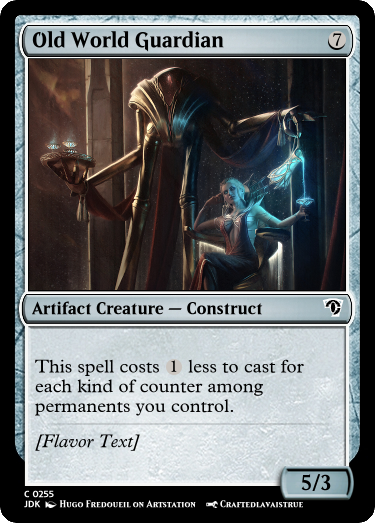 Old World Guardian 7
Artifact Creature — Construct
This spell costs 1 less to cast for
each kind of counter among
permanents you control.
[Flavor Text]
5/3
C 0255
JDK Hugo Fredoueil on Artstation Craftedlavaistrue